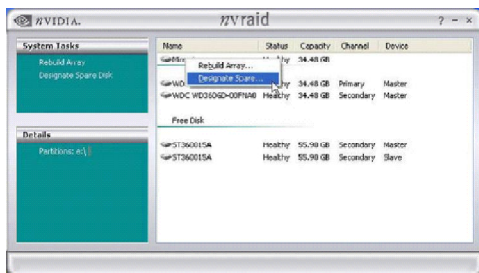 NVIDIA. nvraid ? - ×
System Tasks
Rebuild Array
Designate Spare Disk
Details
Partitions: e:\
Name Status Capacity Channel Device
34.48 GB
Rebuild Array...
Designate Spare...
34.48 GB Primary Master
WDC WD360GD-00FNA0 Healthy 34.48 GB Secondary Master
Free Disk
ST360015A Healthy 55.90 GB Secondary Master
ST360015A Healthy 55.90 GB Secondary Slave